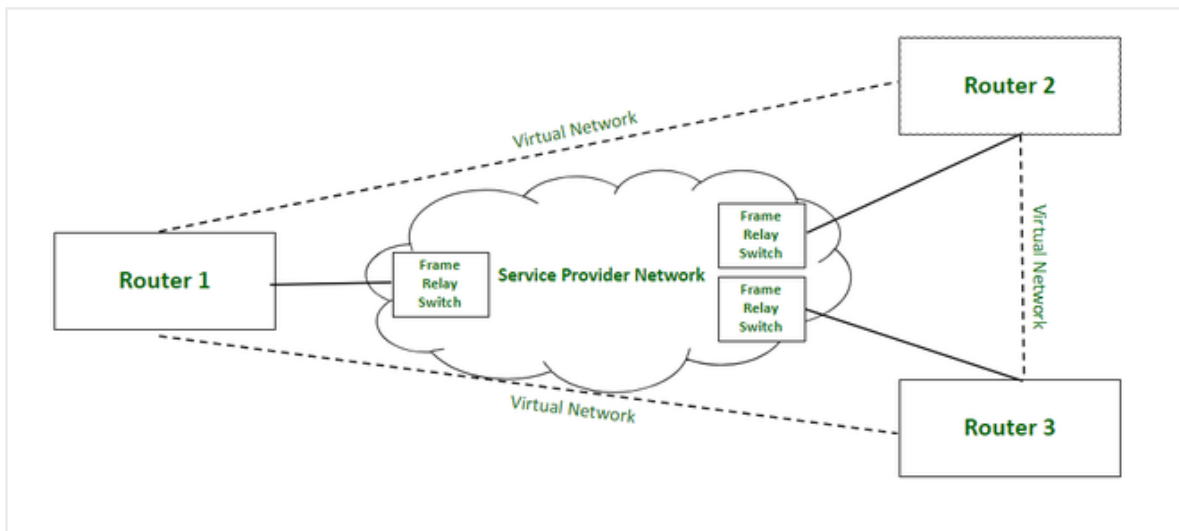 Router 2
Virtual Network
Frame
Relay
Switch
Virtual Network
Router 1
Frame
Relay
Switch
Service Provider Network
Frame
Relay
Switch
Virtual Network
Router 3